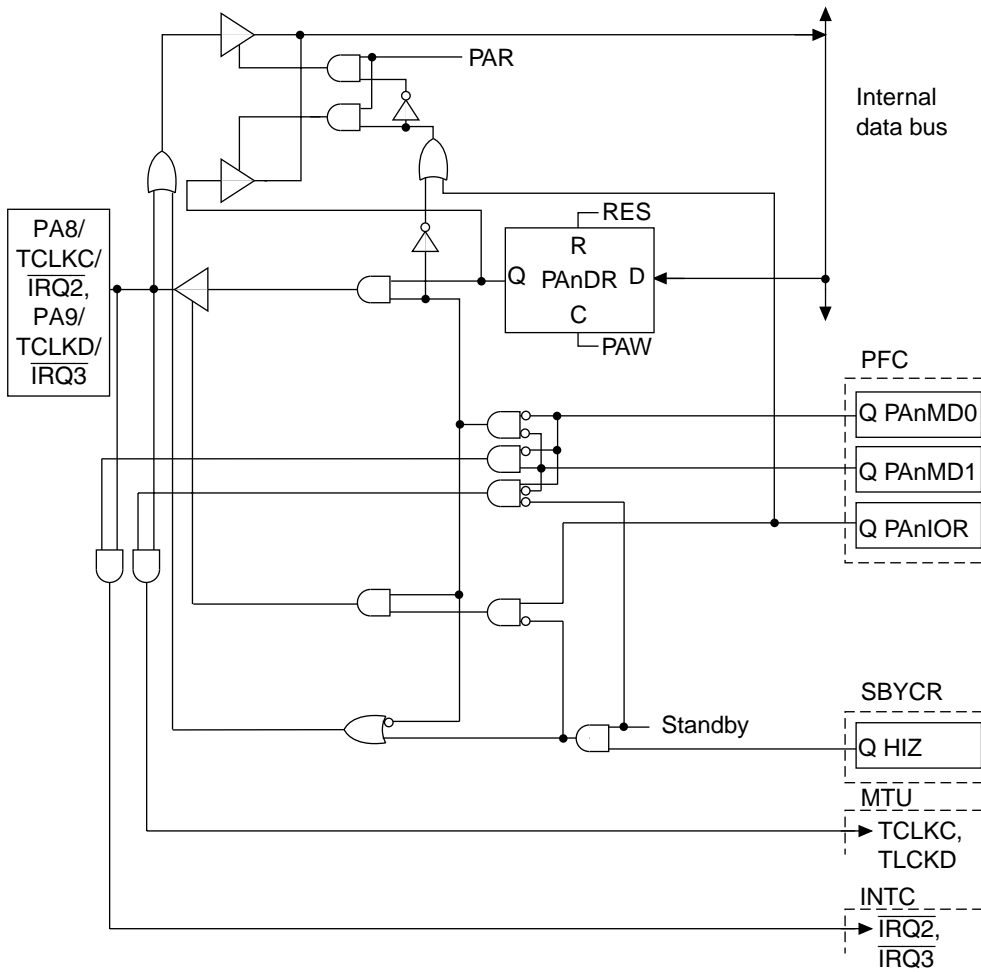 PAR
Internal
data bus
RES
R
Q PAnDR D
C
PAW
PA8/
TCLKC/
IRQ2,
PA9/
TCLKD/
IRQ3
PFC
Q PAnMD0
Q PAnMD1
Q PAnIOR
SBYCR
Standby
Q HIZ
MTU
TCLKC,
TLCKD
INTC
IRQ2,
IRQ3